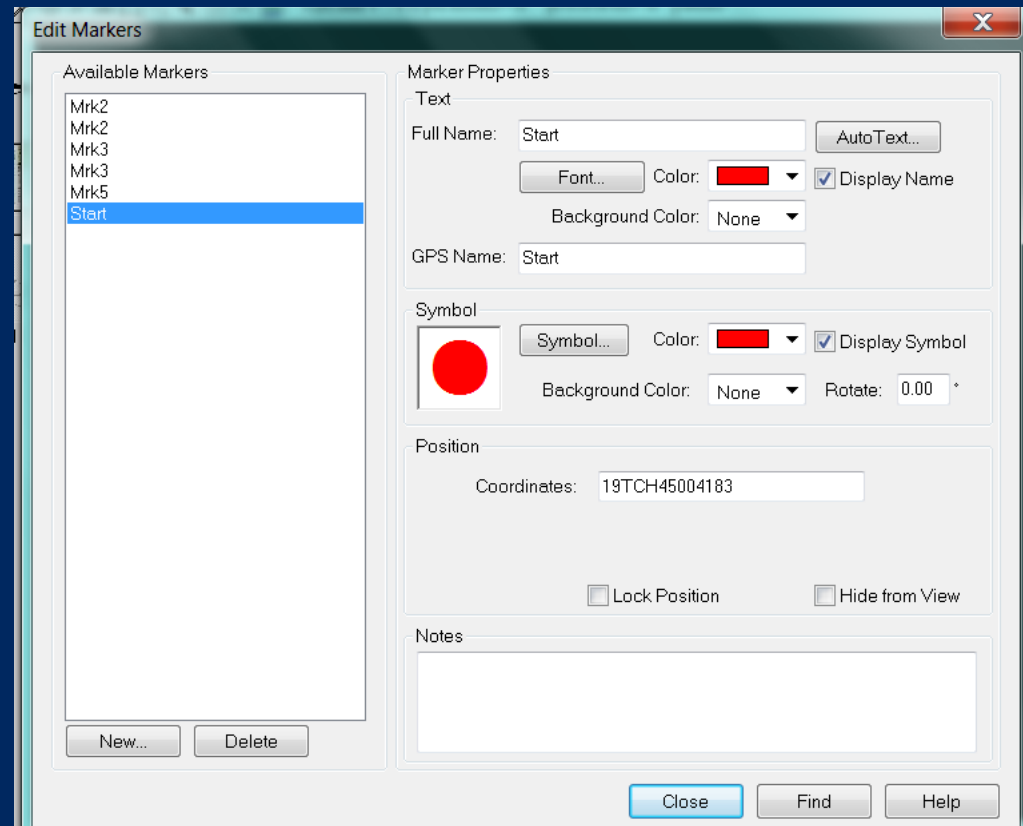 Edit Markers
X
Available Markers
Mrk2
Mrk2
Mrk3
Mrk3
Mrk5
Start
New...
Delete
Marker Properties
Text
Full Name: Start AutoText...
Font... Color: Display Name
Background Color: None
GPS Name: Start
Symbol
Symbol... Color: Display Symbol
Background Color: None Rotate: 0.00 °
Position
Coordinates: 19TCH45004183
Lock Position Hide from View
Notes
Close Find Help